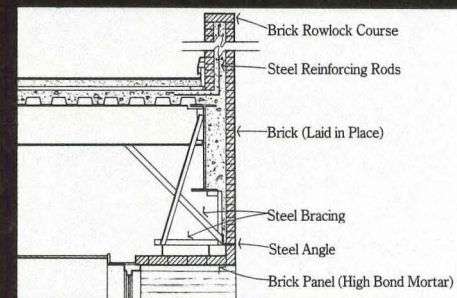 Brick Rowlock Course
Steel Reinforcing Rods
Brick (Laid in Place)
Steel Bracing
Steel Angle
Brick Panel (High Bond Mortar)